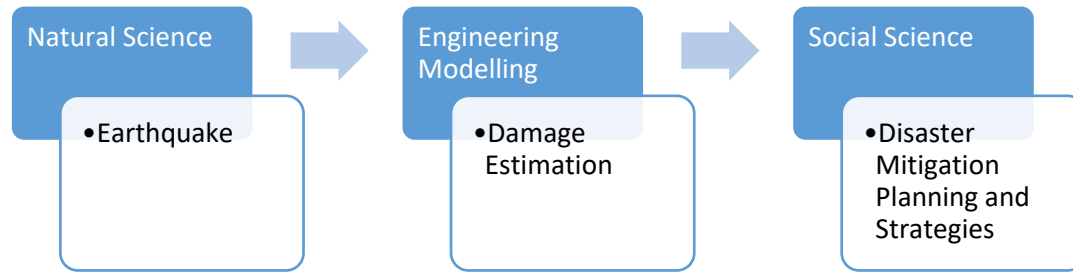 Natural Science
•Earthquake
Engineering
Modelling
•Damage
Estimation
Social Science
•Disaster
Mitigation
Planning and
Strategies